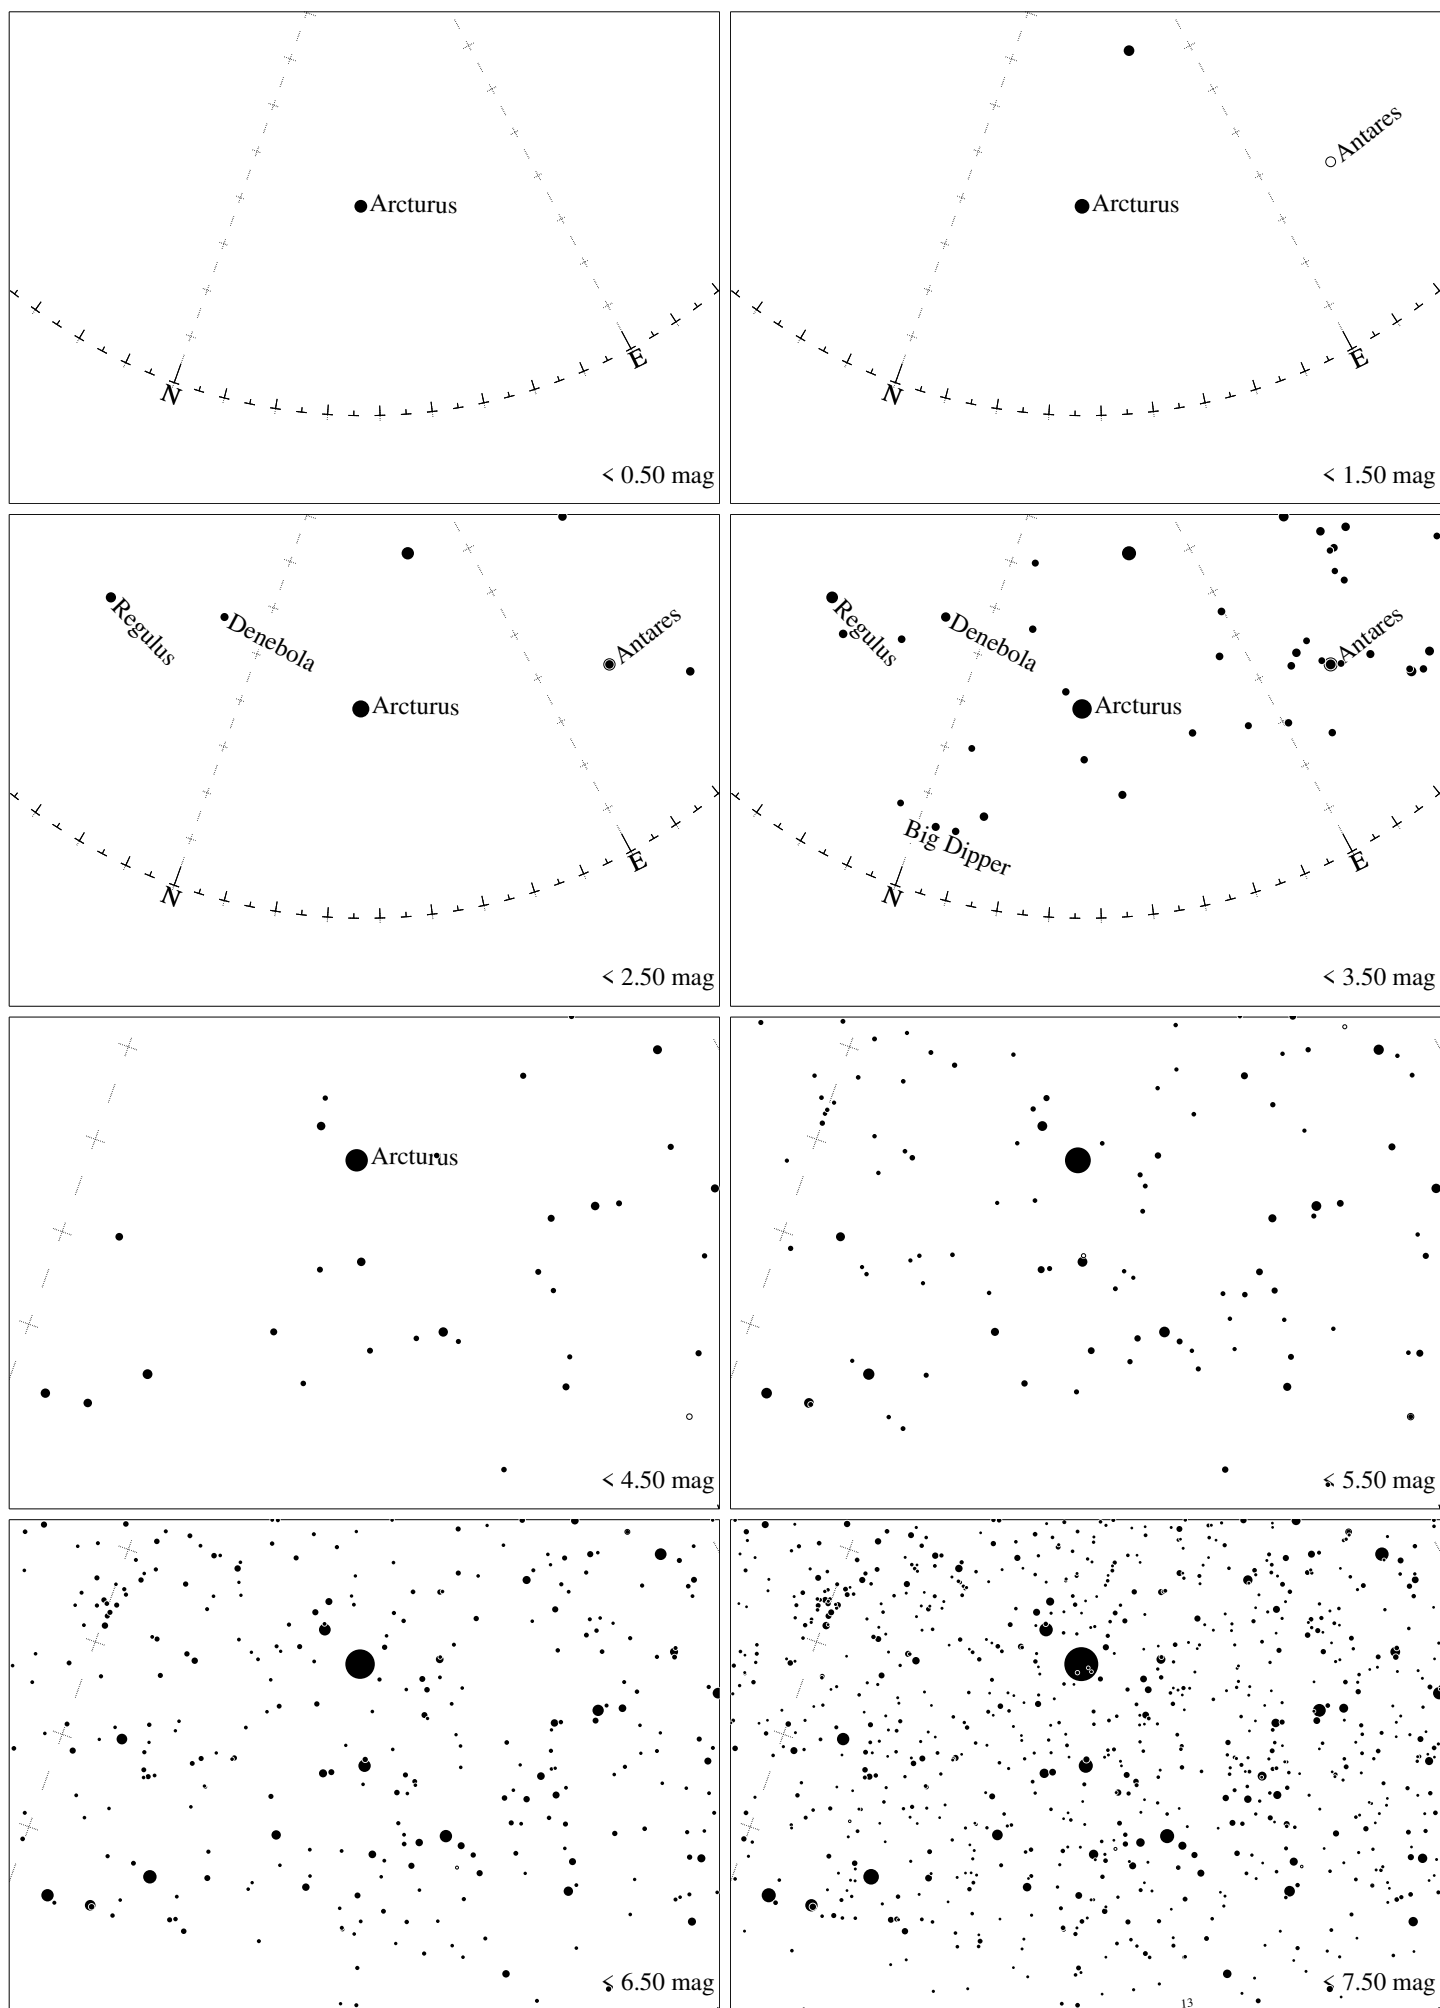 Arcturus
N
E
< 0.50 mag
Antares
Arcturus
N
E
< 1.50 mag
Regulus
Denebola
Antares
Arcturus
N
E
< 2.50 mag
Regulus
Denebola
Antares
Arcturus
Big Dipper
N
E
< 3.50 mag
Arcturus
< 4.50 mag
< 5.50 mag
< 6.50 mag
< 7.50 mag
13